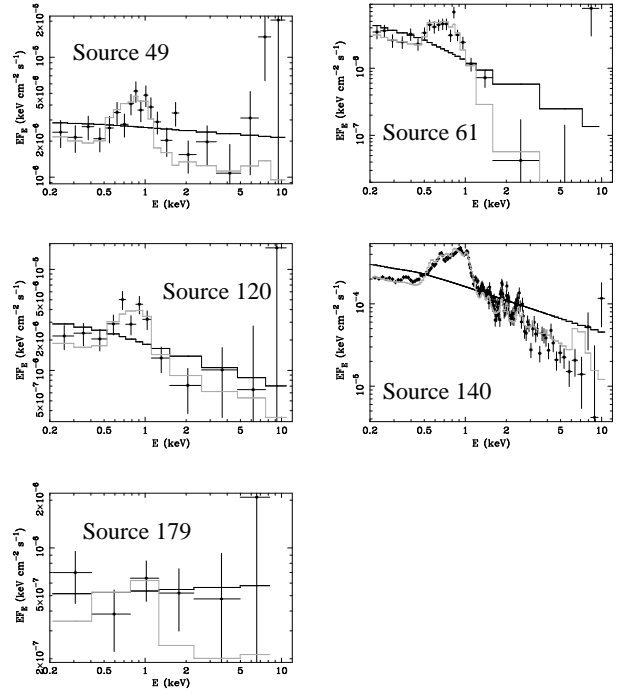 Source 49
EF_E (keV cm⁻² s⁻¹)
10⁻⁶ 2×10⁻⁶ 5×10⁻⁶ 10⁻⁵ 2×10⁻⁵
0.2 0.5 1 2 5 10
E (keV)
Source 61
EF_E (keV cm⁻² s⁻¹)
10⁻⁷ 10⁻⁶
0.2 0.5 1 2 5 10
E (keV)
Source 120
EF_E (keV cm⁻² s⁻¹)
5×10⁻⁷ 10⁻⁶ 2×10⁻⁶ 5×10⁻⁶ 10⁻⁵
0.2 0.5 1 2 5 10
E (keV)
Source 140
EF_E (keV cm⁻² s⁻¹)
10⁻⁵ 10⁻⁴
0.2 0.5 1 2 5 10
E (keV)
Source 179
EF_E (keV cm⁻² s⁻¹)
2×10⁻⁷ 5×10⁻⁷ 10⁻⁶ 2×10⁻⁶
0.2 0.5 1 2 5 10
E (keV)